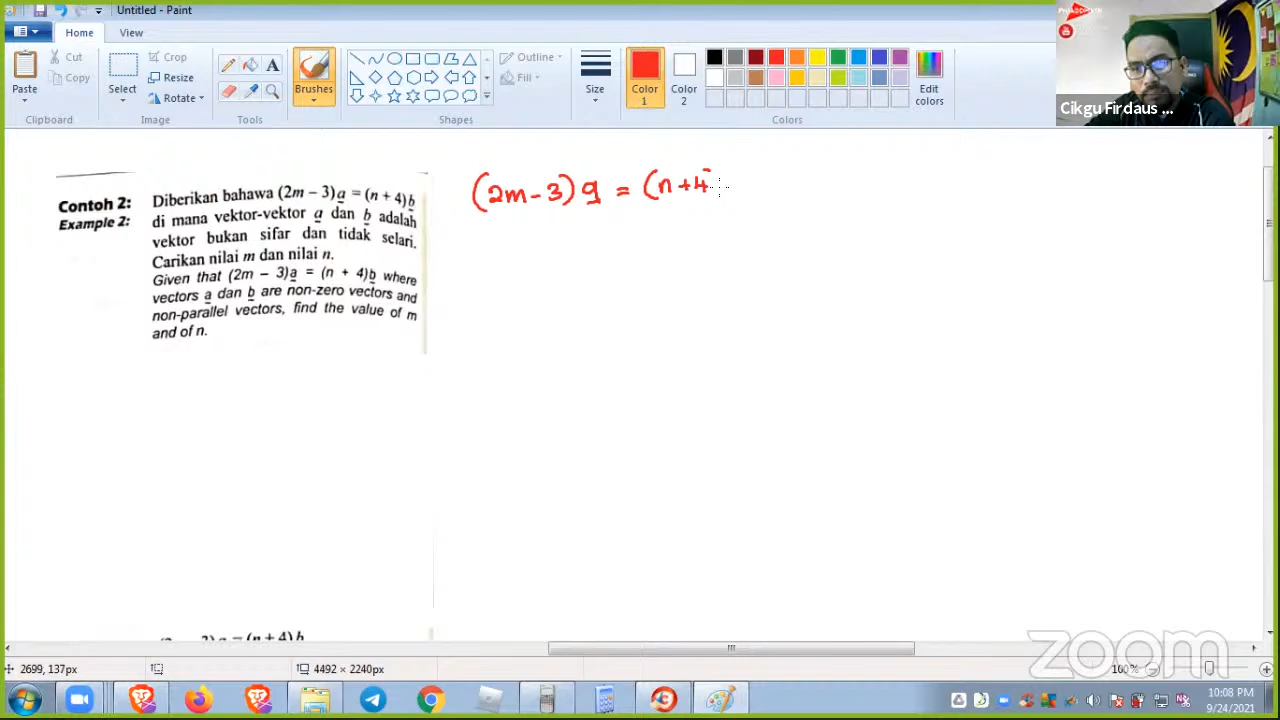 Untitled - Paint
Home
View
Paste
Cut
Copy
Clipboard
Select
Crop
Resize
Rotate
Image
Tools
Brushes
Shapes
Outline
Fill
Size
Color 1
Color 2
Edit colors
Colors
Cikgu Firdaus ...
Contoh 2:
Example 2:
Diberikan bahawa (2m – 3)a = (n + 4)b
di mana vektor-vektor a dan b adalah
vektor bukan sifar dan tidak selari.
Carikan nilai m dan nilai n.
Given that (2m – 3)a = (n + 4)b where
vectors a dan b are non-zero vectors and
non-parallel vectors, find the value of m
and of n.
(2m - 3) a = (n + 4
zoom
2699, 137px
4492 × 2240px
100%
10:08 PM
9/24/2021